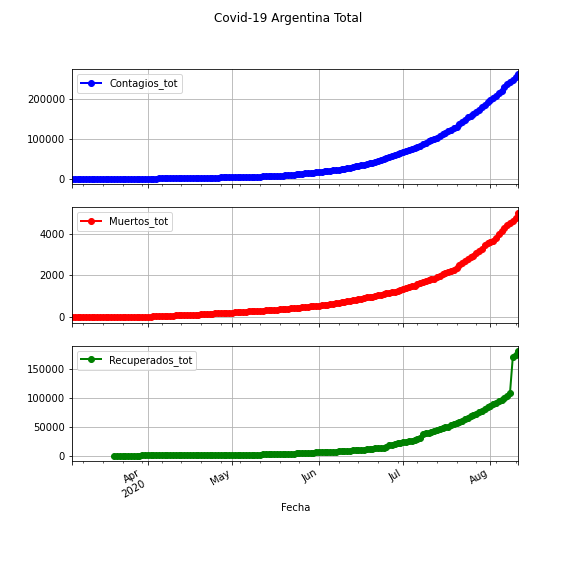 Covid-19 Argentina Total
Contagios_tot
200000
100000
0
Muertos_tot
4000
2000
0
Recuperados_tot
150000
100000
50000
0
Apr
2020
May
Jun
Jul
Aug
Fecha